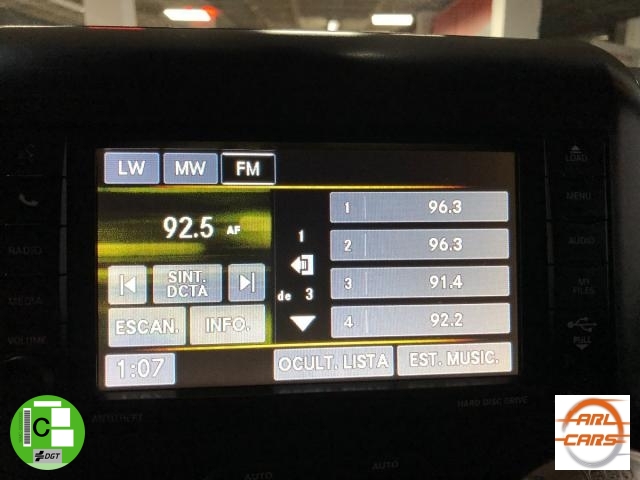 LW MW FM
92.5 AF
SINT. DCTA
ESCAN. INFO.
1:07
1
de 3
1 96.3
2 96.3
3 91.4
4 92.2
OCULT. LISTA EST. MUSIC.
RADIO
MEDIA
VOLUME
LOAD
MENU
AUDIO
MY FILES
PULL
HARD DISC DRIVE
AUTO
AUTO
C
DGT
ARL CARS